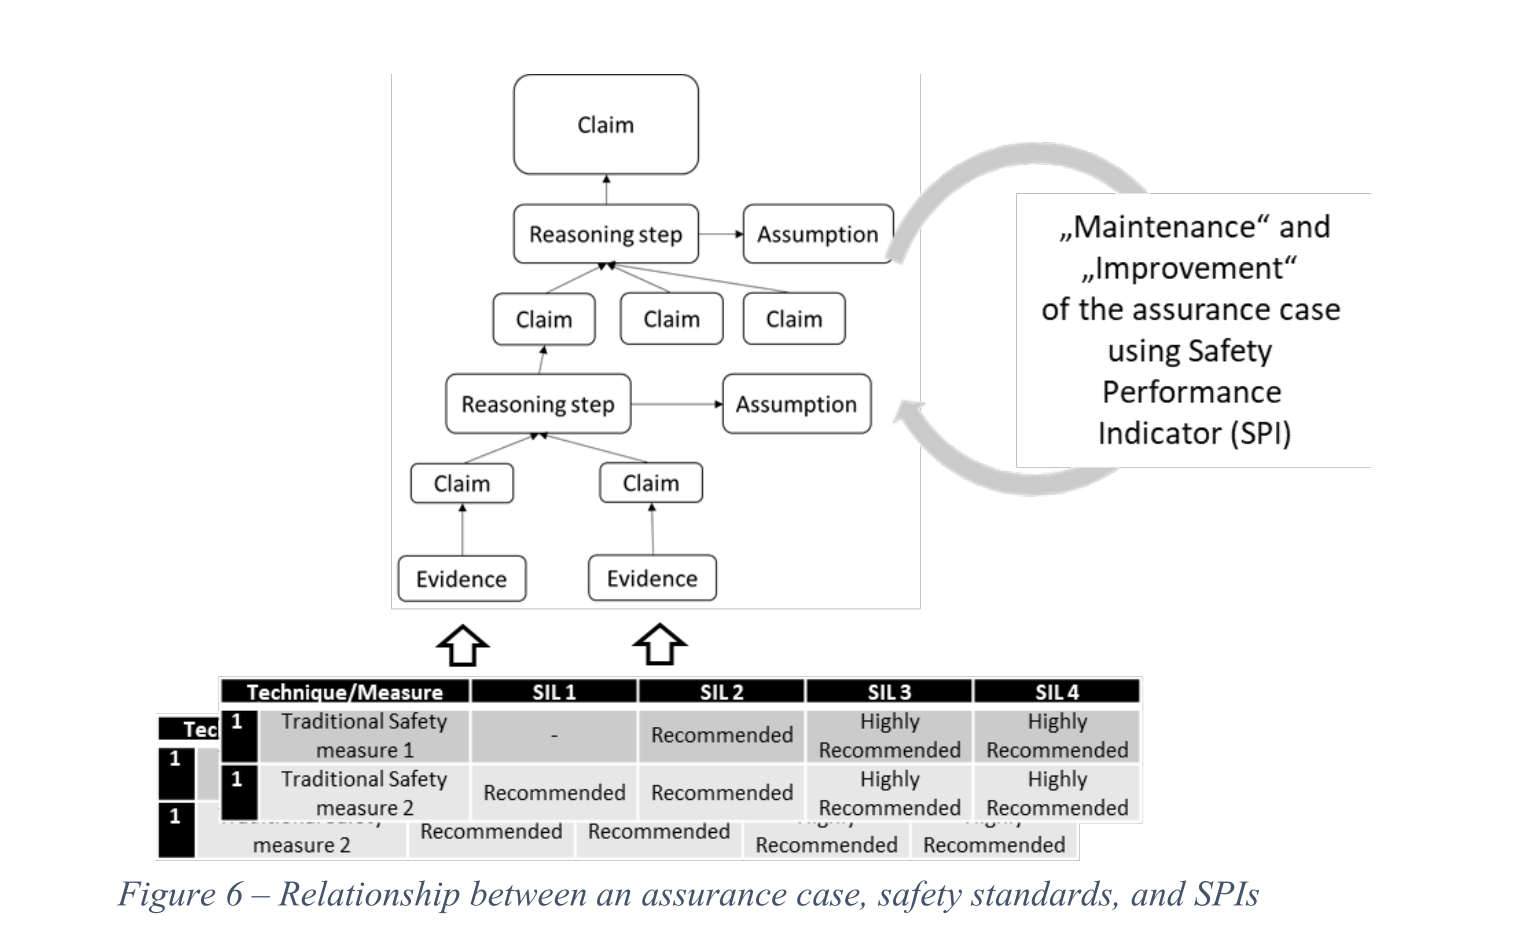 Claim
Reasoning step
Assumption
Claim
Claim
Claim
Reasoning step
Assumption
Claim
Claim
Evidence
Evidence
„Maintenance“ and
„Improvement“
of the assurance case
using Safety
Performance
Indicator (SPI)
Technique/Measure SIL 1 SIL 2 SIL 3 SIL 4
1 Traditional Safety measure 1 - Recommended Highly Recommended Highly Recommended
1 Traditional Safety measure 2 Recommended Recommended Highly Recommended Highly Recommended
Tec
1
1 measure 2 Recommended Recommended Recommended Recommended
Figure 6 – Relationship between an assurance case, safety standards, and SPIs